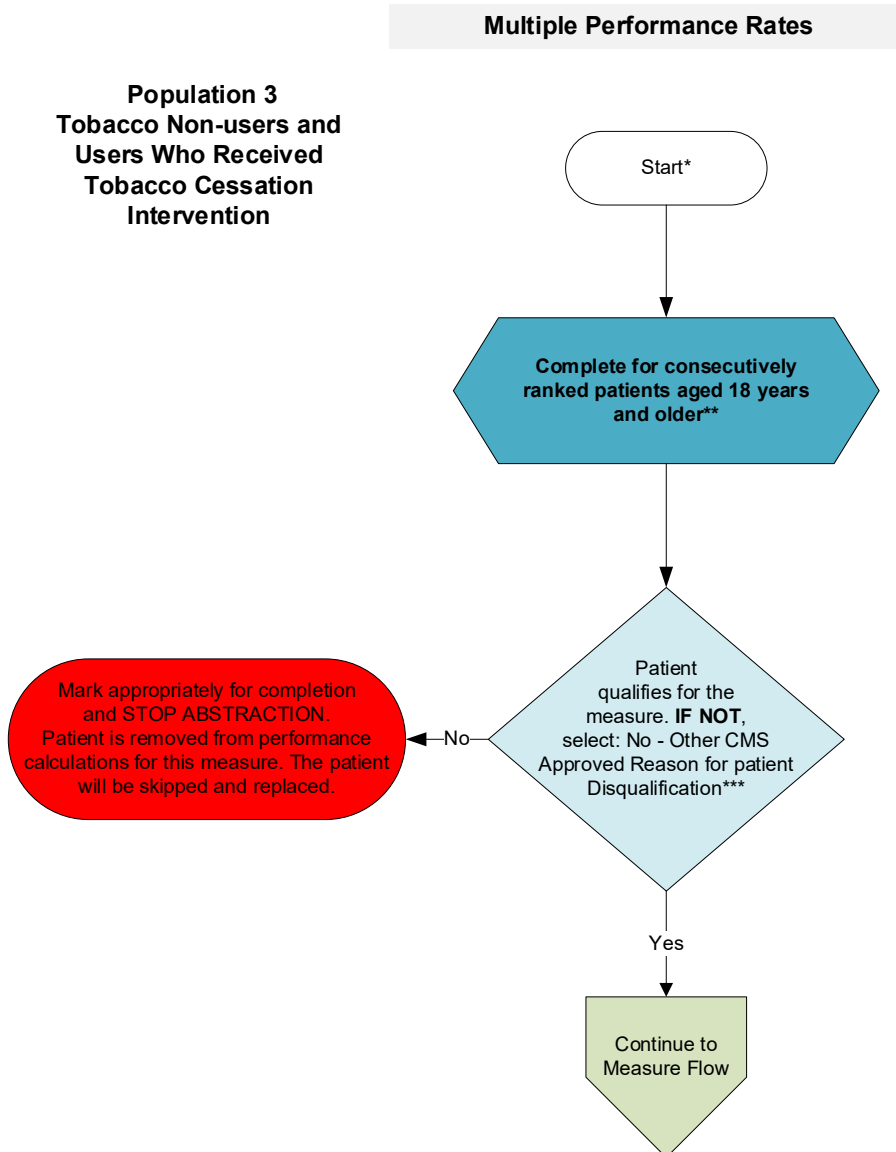 Multiple Performance Rates
Population 3
Tobacco Non-users and
Users Who Received
Tobacco Cessation
Intervention
Start*
Complete for consecutively
ranked patients aged 18 years
and older**
Patient
qualifies for the
measure. IF NOT,
select: No - Other CMS
Approved Reason for patient
Disqualification***
No
Mark appropriately for completion
and STOP ABSTRACTION.
Patient is removed from performance
calculations for this measure. The patient
will be skipped and replaced.
Yes
Continue to
Measure Flow